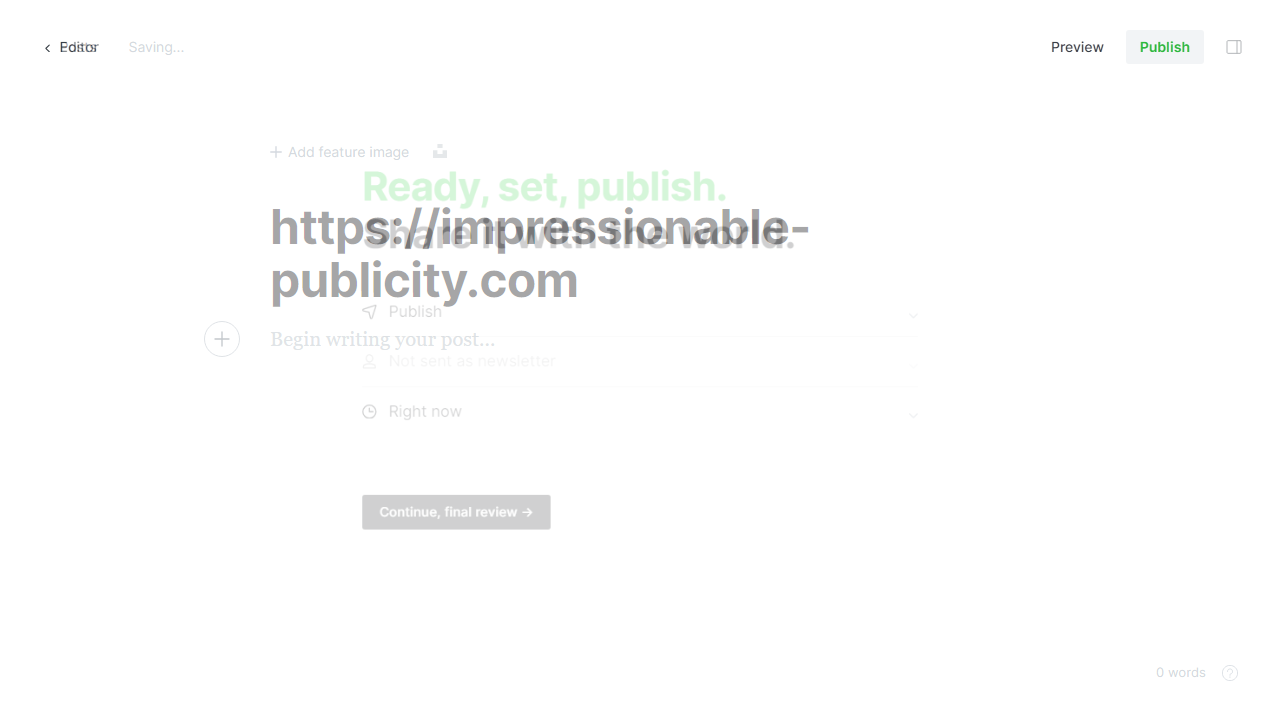 Editor
Saving...
Preview
Publish
Add feature image
Ready, set, publish.
Share it with the world.
https://impressionable-
publicity.com
Publish
Begin writing your post...
Not sent as newsletter
Right now
Continue, final review →
0 words